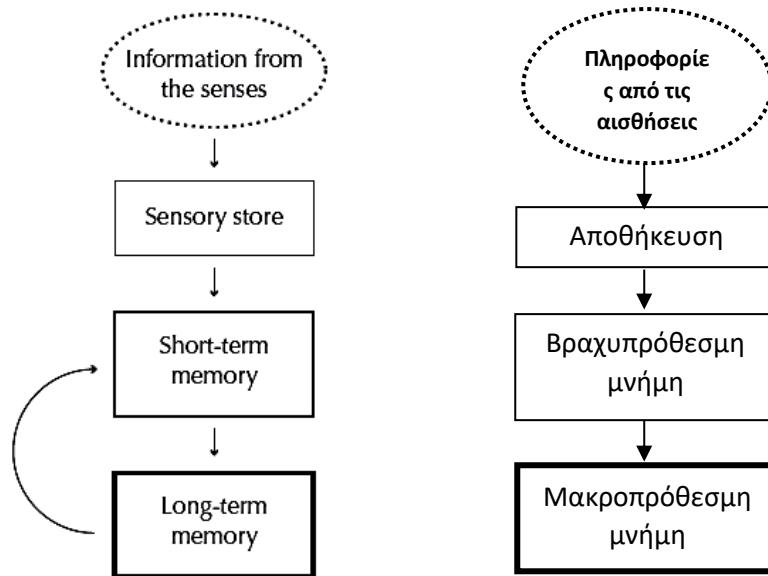 Information from
the senses
Sensory store
Short-term
memory
Long-term
memory
Πληροφορίε
ς από τις
αισθήσεις
Αποθήκευση
Βραχυπρόθεσμη
μνήμη
Μακροπρόθεσμη
μνήμη